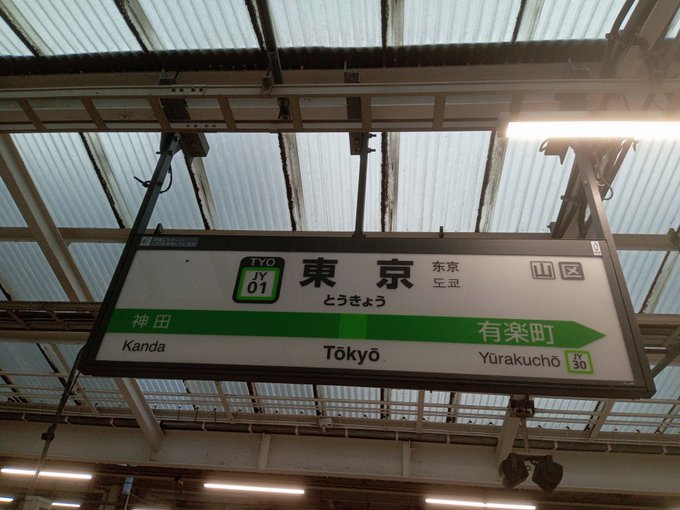 TYO
JY
01
東京
东京
도쿄
とうきょう
山 区
神田
有楽町
Kanda
Tōkyō
Yūrakuchō
JY
30